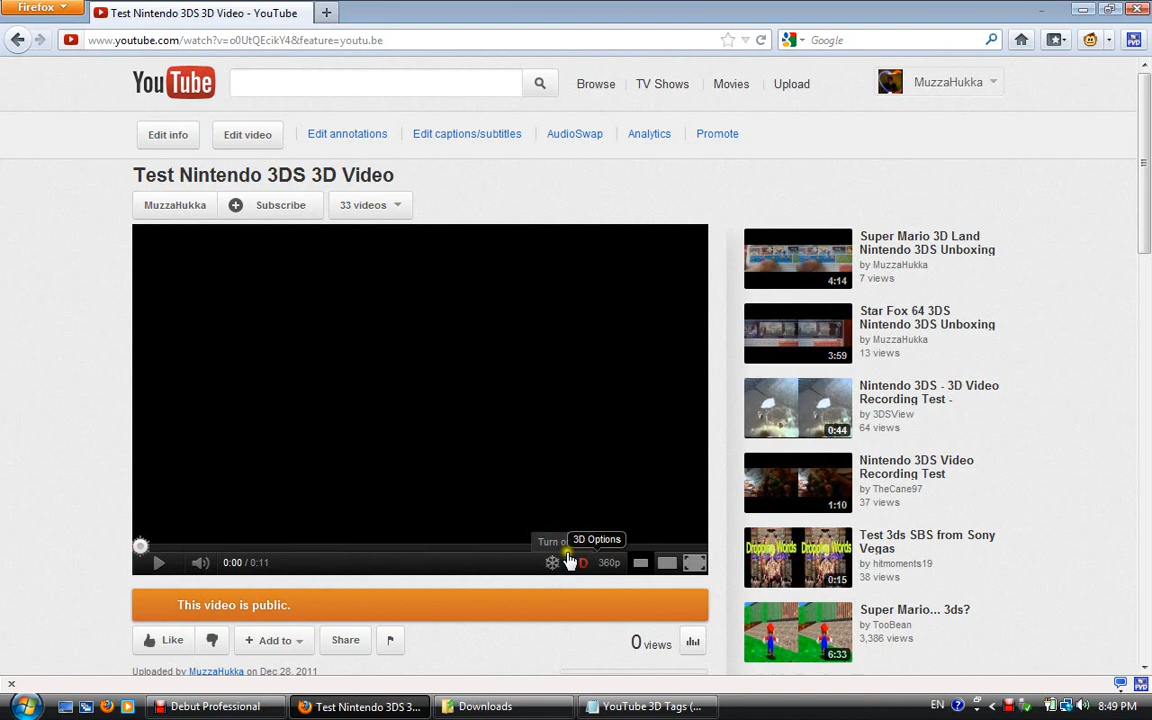 Firefox
Test Nintendo 3DS 3D Video - YouTube
www.youtube.com/watch?v=o0UtQEcikY4&feature=youtu.be
Google
YouTube
Browse TV Shows Movies Upload
MuzzaHukka
Edit info Edit video Edit annotations Edit captions/subtitles AudioSwap Analytics Promote
Test Nintendo 3DS 3D Video
MuzzaHukka Subscribe 33 videos
Turn
3D Options
0:00 / 0:11
D 360p
This video is public.
Like Add to Share
0 views
Uploaded by MuzzaHukka on Dec 28, 2011
4:14
Super Mario 3D Land
Nintendo 3DS Unboxing
by MuzzaHukka
7 views
3:59
Star Fox 64 3DS
Nintendo 3DS Unboxing
by MuzzaHukka
13 views
0:44
Nintendo 3DS - 3D Video
Recording Test -
by 3DSView
64 views
1:10
Nintendo 3DS Video
Recording Test
by TheCane97
37 views
Dropping Words Dropping Words
0:15
Test 3ds SBS from Sony
Vegas
by hitmoments19
38 views
6:33
Super Mario... 3ds?
by TooBean
3,386 views
Debut Professional
Test Nintendo 3DS 3...
Downloads
YouTube 3D Tags (...
EN
8:49 PM